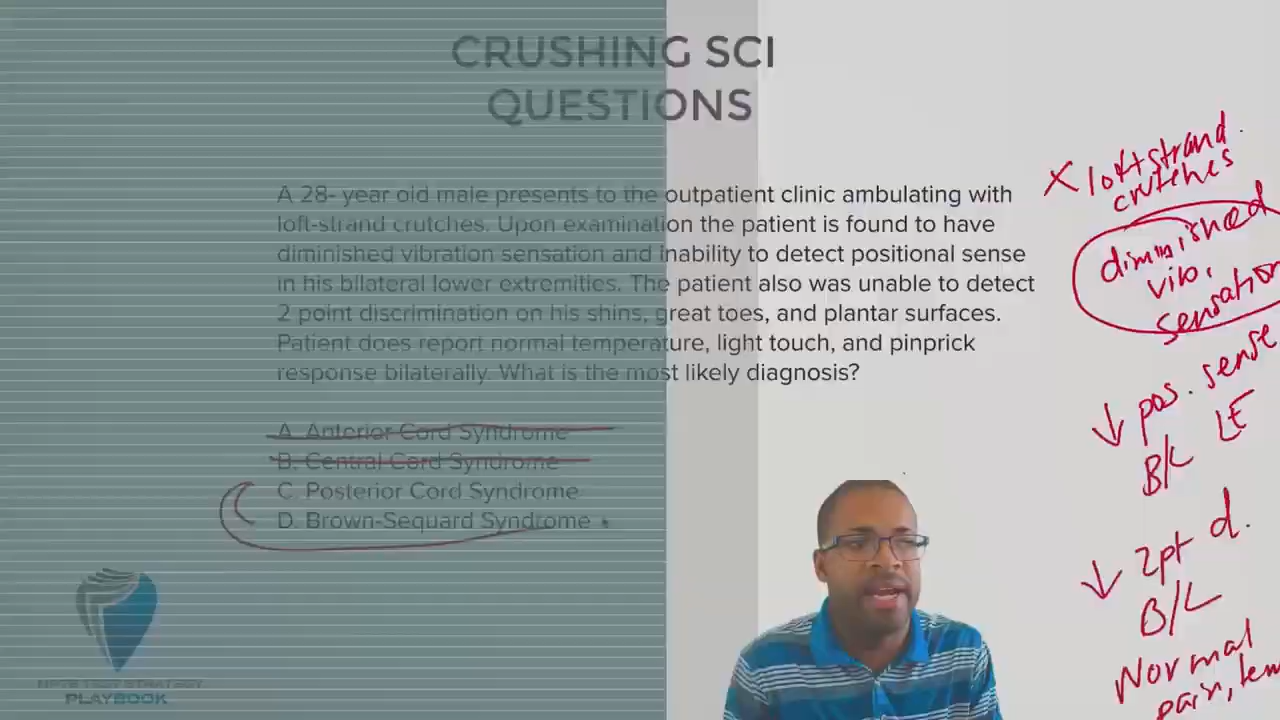 CRUSHING SCI
QUESTIONS
A 28- year old male presents to the outpatient clinic ambulating with
loft-strand crutches. Upon examination the patient is found to have
diminished vibration sensation and inability to detect positional sense
in his bilateral lower extremities. The patient also was unable to detect
2 point discrimination on his shins, great toes, and plantar surfaces.
Patient does report normal temperature, light touch, and pinprick
response bilaterally. What is the most likely diagnosis?
A. Anterior Cord Syndrome
B. Central Cord Syndrome
C. Posterior Cord Syndrome
D. Brown-Sequard Syndrome
X loftstrand
crutches
diminished
vib.
sensation
↓ pos. sense
B/L LE
↓ 2pt d.
B/L
Normal
pain, tem
NPTE TEST STRATEGY
PLAYBOOK